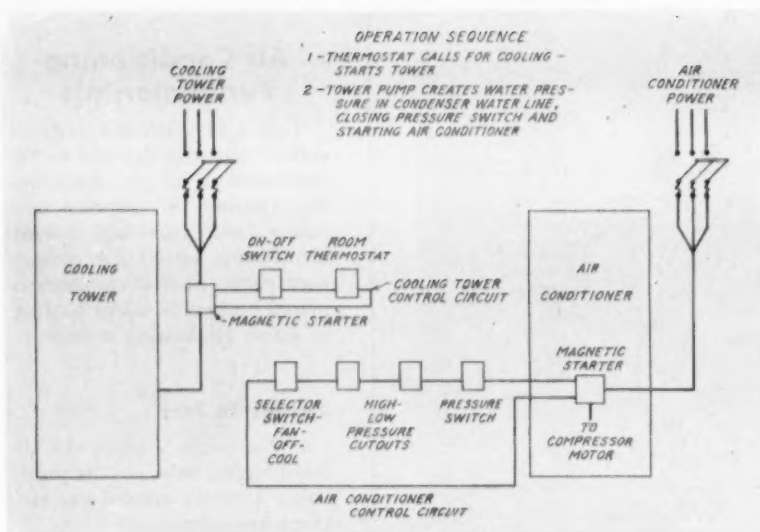 OPERATION SEQUENCE
1 - THERMOSTAT CALLS FOR COOLING -
STARTS TOWER
2 - TOWER PUMP CREATES WATER PRES-
SURE IN CONDENSER WATER LINE,
CLOSING PRESSURE SWITCH AND
STARTING AIR CONDITIONER
COOLING
TOWER
POWER
AIR
CONDITIONER
POWER
COOLING
TOWER
ON-OFF
SWITCH
ROOM
THERMOSTAT
COOLING TOWER
CONTROL CIRCUIT
MAGNETIC STARTER
AIR
CONDITIONER
MAGNETIC
STARTER
TO
COMPRESSOR
MOTOR
SELECTOR
SWITCH-
FAN-
OFF-
COOL
HIGH-
LOW
PRESSURE
CUTOUTS
PRESSURE
SWITCH
AIR CONDITIONER
CONTROL CIRCUIT